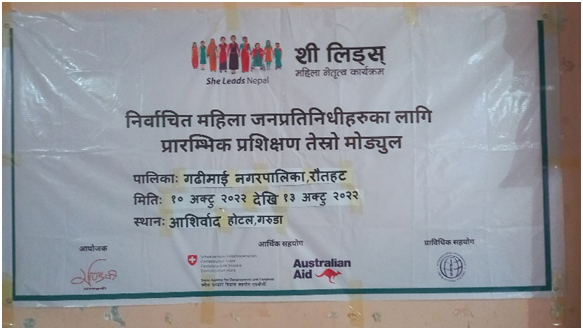 She Leads Nepal
शी लिड्स्
महिला नेतृत्व कार्यक्रम
निर्वाचित महिला जनप्रतिनिधीहरुका लागि
प्रारम्भिक प्रशिक्षण तेस्रो मोड्युल
पालिकाः गढीमाई नगरपालिका,रौतहट
मितिः १० अक्टु २०२२ देखि १३ अक्टु २०२२
स्थानः आशिर्वाद होटल,गरुडा
आयोजक
आर्थिक सहयोग
प्राविधिक सहयोग
Australian
Aid